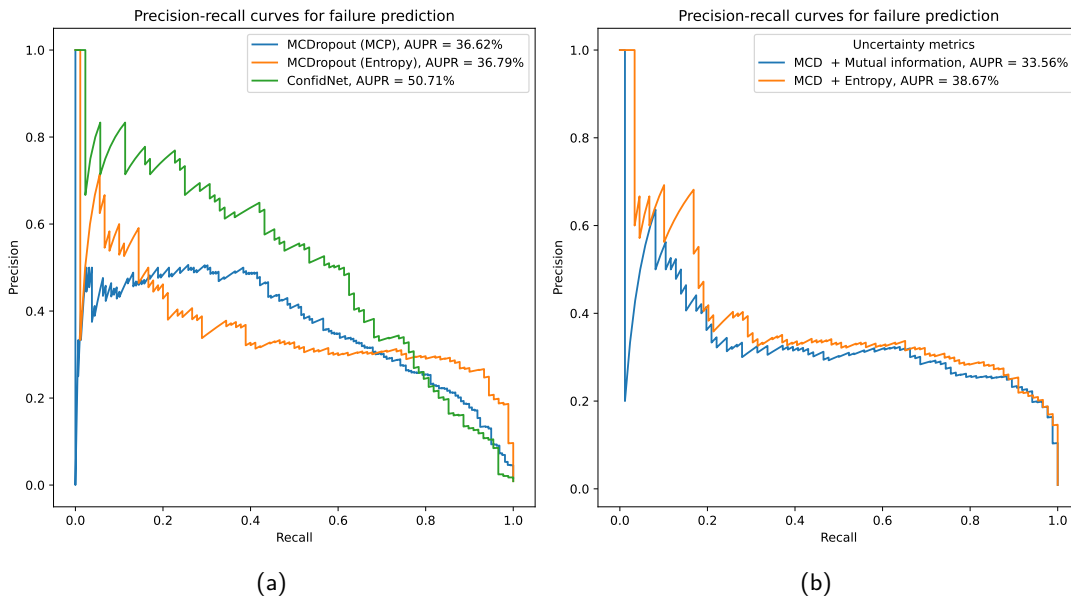 Precision-recall curves for failure prediction
MCDropout (MCP), AUPR = 36.62%
MCDropout (Entropy), AUPR = 36.79%
ConfidNet, AUPR = 50.71%
1.0
0.8
0.6
0.4
0.2
0.0
Precision
0.0 0.2 0.4 0.6 0.8 1.0
Recall
(a)
Precision-recall curves for failure prediction
Uncertainty metrics
MCD + Mutual information, AUPR = 33.56%
MCD + Entropy, AUPR = 38.67%
1.0
0.8
0.6
0.4
0.2
0.0
Precision
0.0 0.2 0.4 0.6 0.8 1.0
Recall
(b)